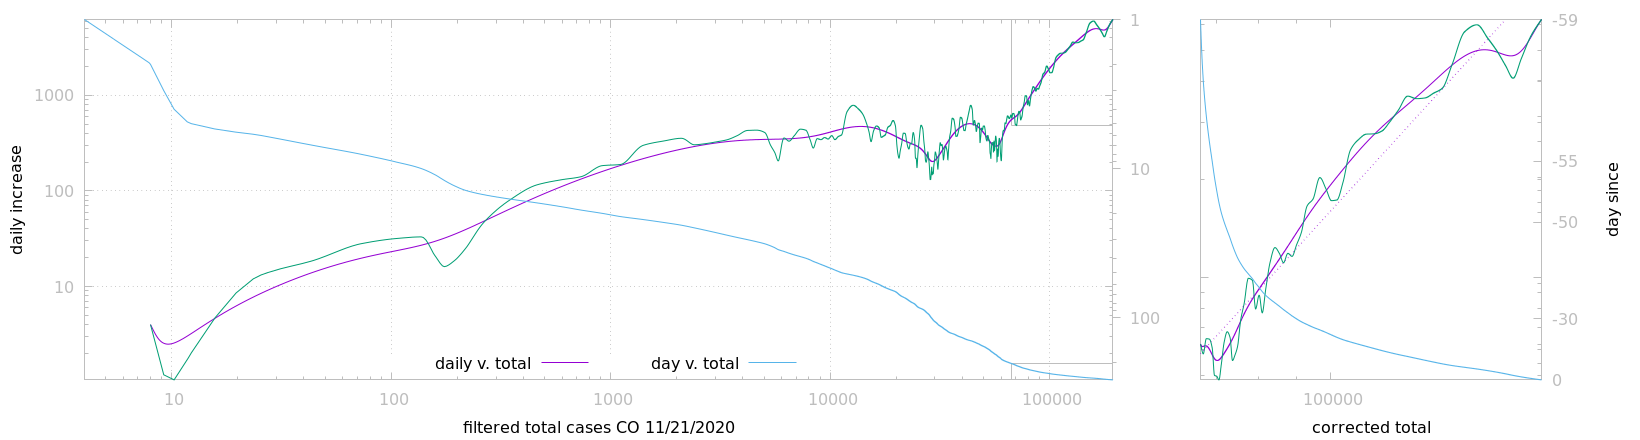 1 -59
1000
daily increase
100
10
10
-55
-50
day since
-30
100
daily v. total day v. total
0
10 100 1000 10000 100000 100000
filtered total cases CO 11/21/2020 corrected total